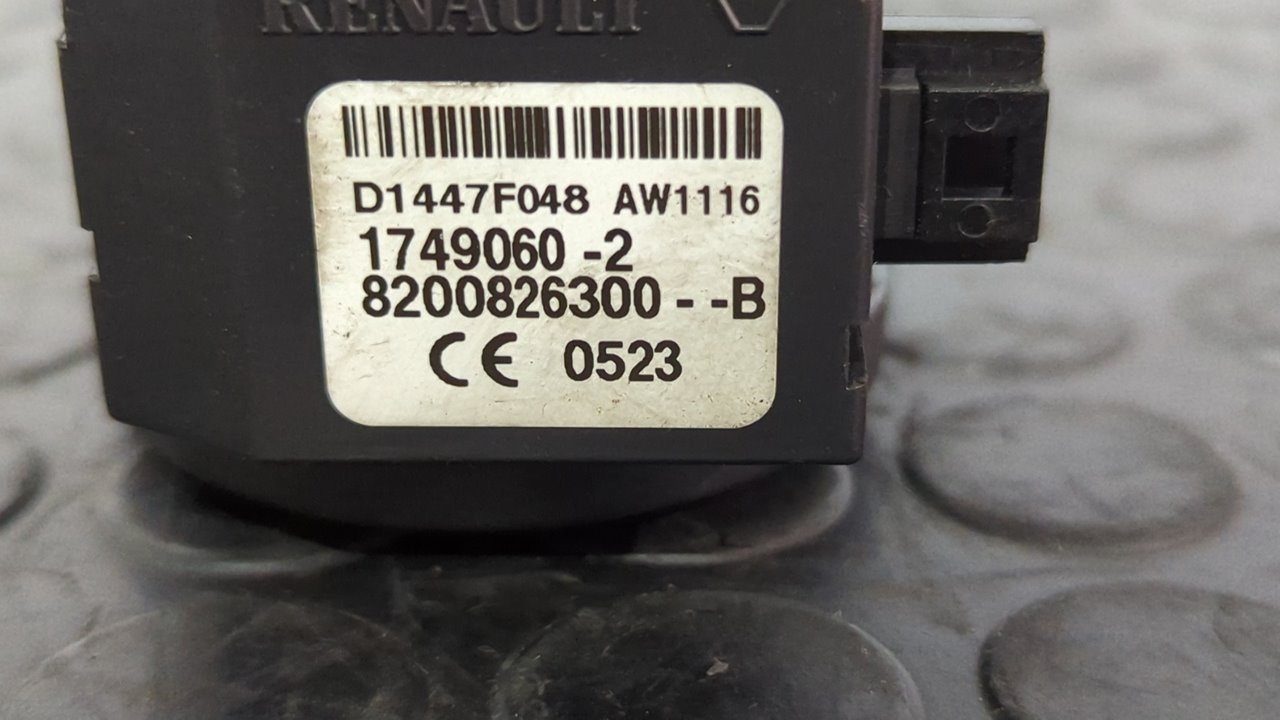 RENAULT
D1447F048 AW1116
1749060 -2
8200826300 - -B
CE 0523